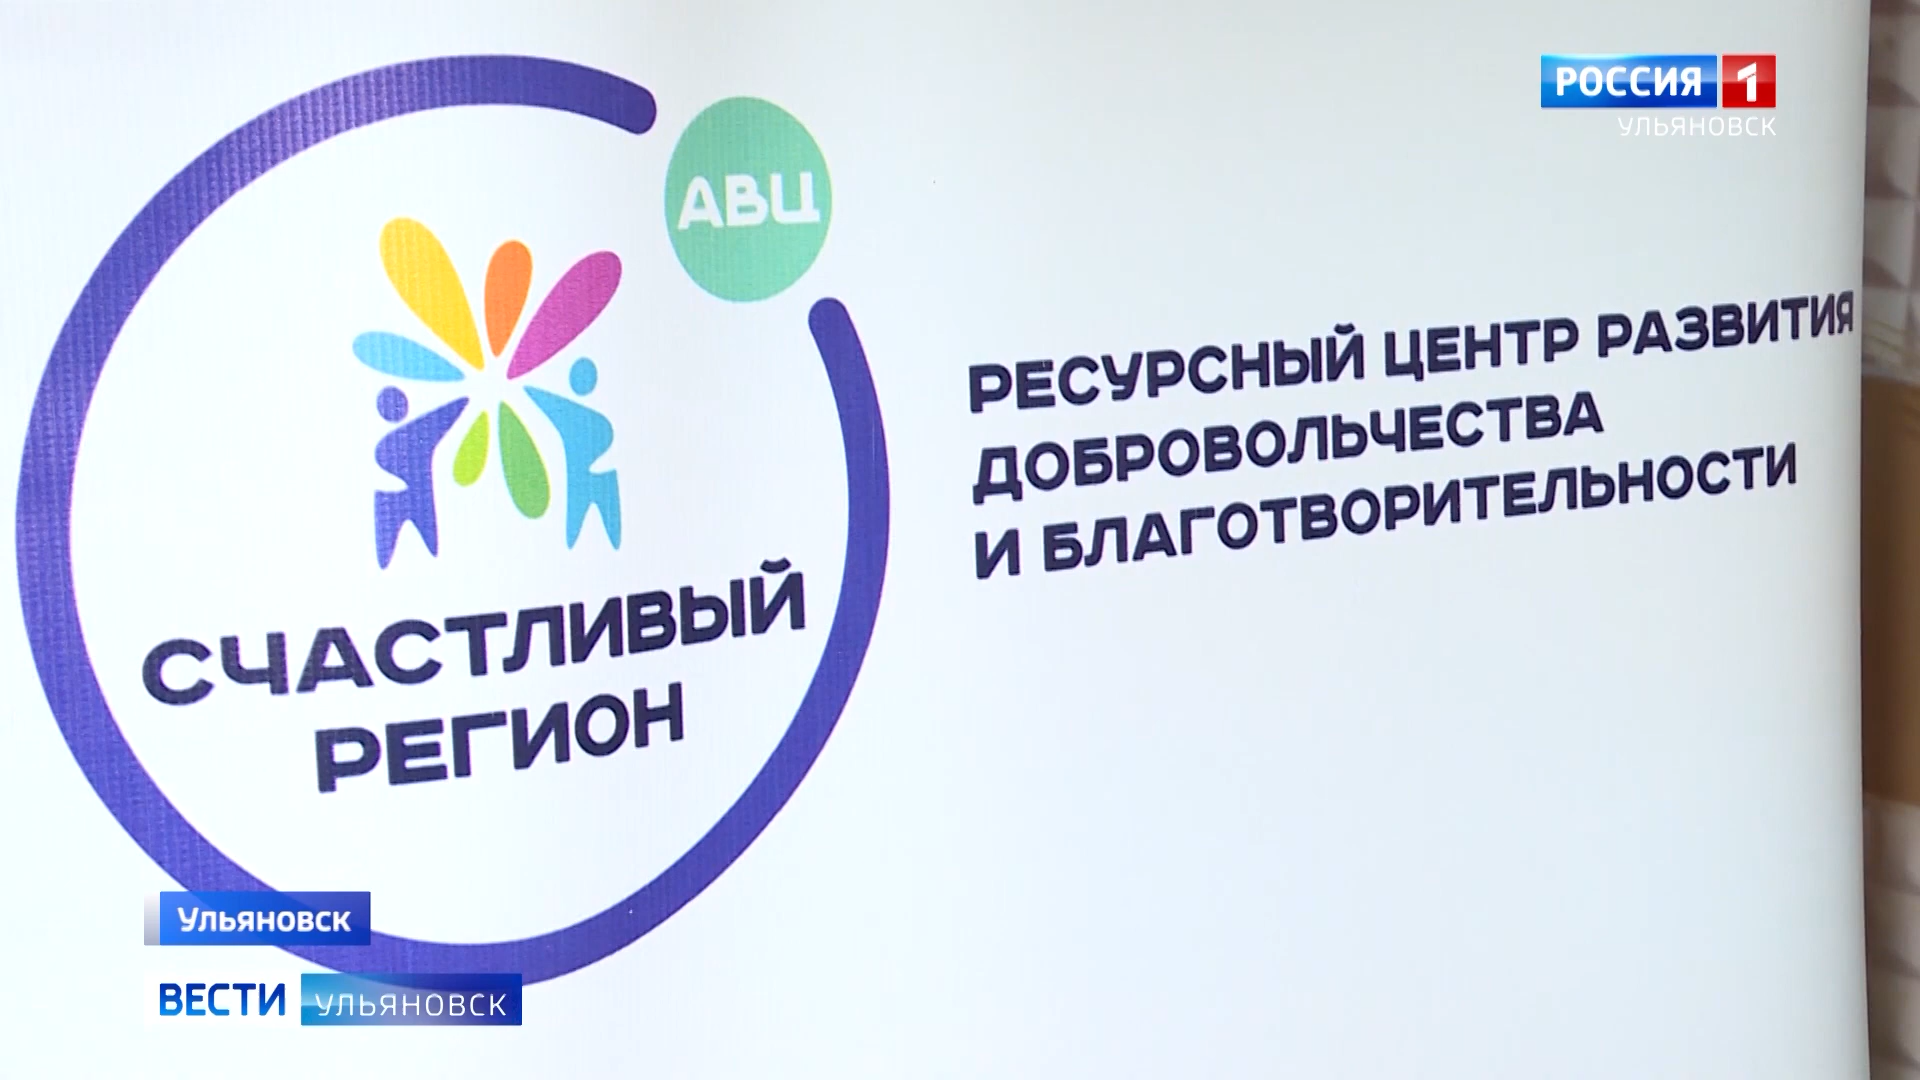 РОССИЯ 1
УЛЬЯНОВСК
АВЦ
СЧАСТЛИВЫЙ
РЕГИОН
РЕСУРСНЫЙ ЦЕНТР РАЗВИТИЯ
ДОБРОВОЛЬЧЕСТВА
И БЛАГОТВОРИТЕЛЬНОСТИ
Ульяновск
ВЕСТИ УЛЬЯНОВСК